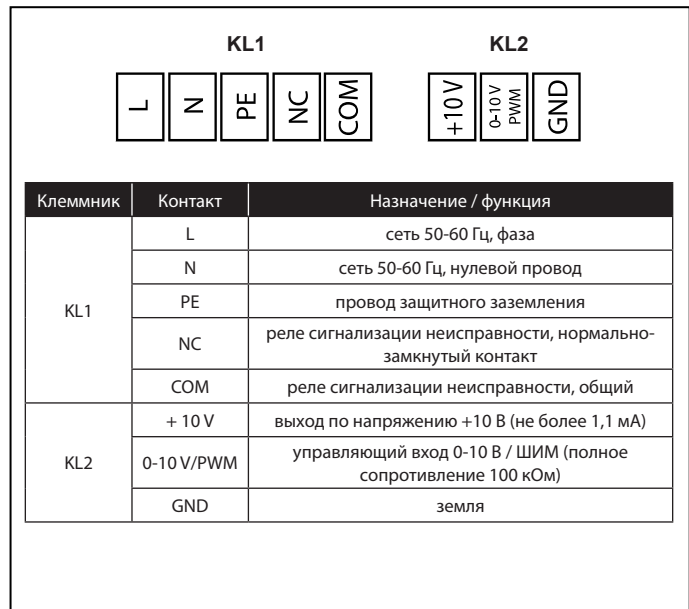 KL1 KL2
L N PE NC COM +10 V 0-10 V PWM GND
Клеммник Контакт Назначение / функция
KL1
L сеть 50-60 Гц, фаза
N сеть 50-60 Гц, нулевой провод
PE провод защитного заземления
NC реле сигнализации неисправности, нормально-
замкнутый контакт
COM реле сигнализации неисправности, общий
KL2
+ 10 V выход по напряжению +10 В (не более 1,1 мА)
0-10 V/PWM управляющий вход 0-10 В / ШИМ (полное
сопротивление 100 кОм)
GND земля